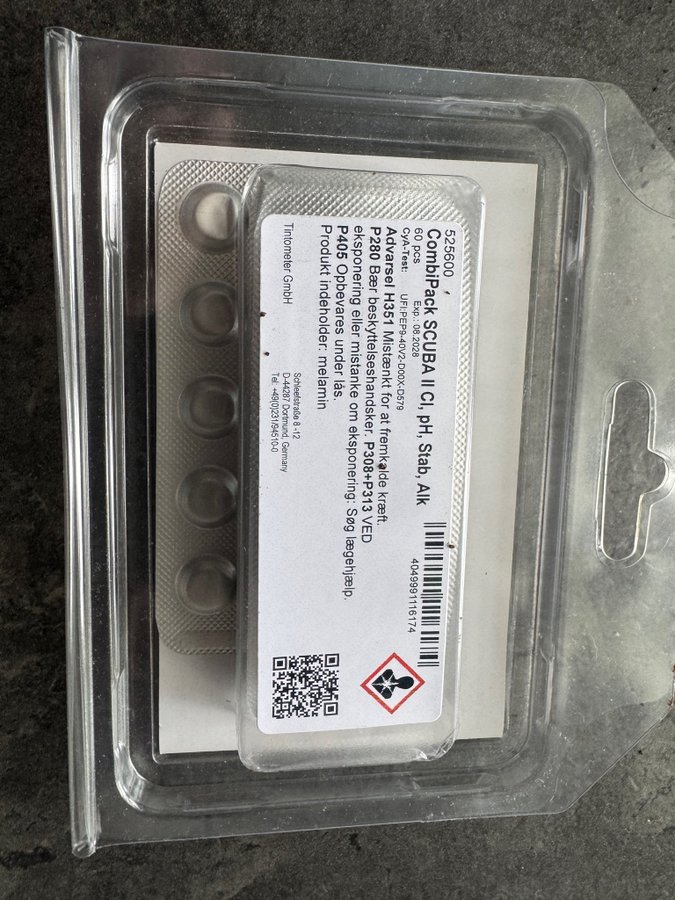 525600
CombiPack SCUBA II Cl, pH, Stab, Alk
60 pcs Exp.: 08.2028
CyA-Test: UFI:PEP9-40V2-D00X-D579
4049991116174
Advarsel H351 Mistænkt for at fremkalde kræft.
P280 Bær beskyttelseshandsker. P308+P313 VED
eksponering eller mistanke om eksponering: Søg lægehjælp.
P405 Opbevares under lås.
Produkt indeholder: melamin
Tintometer GmbH
Schleefstraße 8 -12
D-44287 Dortmund, Germany
Tel: +49(0)231/94510-0